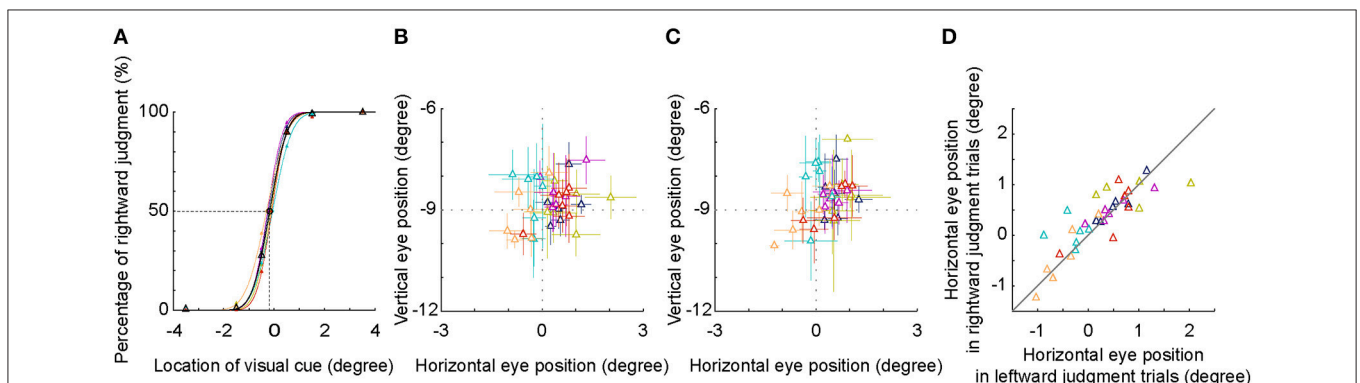 A
B
C
D
Percentage of rightward judgment (%)
100
50
0
-4
-2
0
2
4
Location of visual cue (degree)
Vertical eye position (degree)
-6
-9
-12
-3
0
3
Horizontal eye position (degree)
Vertical eye position (degree)
-6
-9
-12
-3
0
3
Horizontal eye position (degree)
Horizontal eye position
in rightward judgment trials (degree)
2
1
0
-1
-1
0
1
2
Horizontal eye position
in leftward judgment trials (degree)